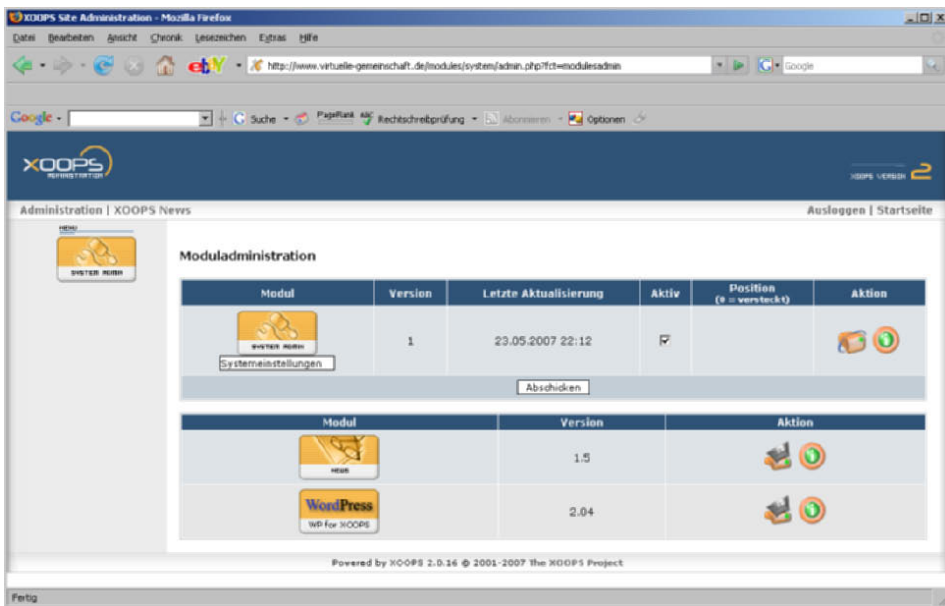 XOOPS Site Administration - Mozilla Firefox
Datei Bearbeiten Ansicht Chronik Lesezeichen Extras Hilfe
ebY http://www.virtuelle-gemeinschaft.de/modules/system/admin.php?fct=modulesadmin G Google
Google G Suche PageRank ABC Rechtschreibprüfung Abonnieren Optionen
XOOPS
ADMINISTRATION
XOOPS VERSION 2
Administration | XOOPS News Ausloggen | Startseite
MENU
SYSTEM ADMIN
Moduladministration
Modul Version Letzte Aktualisierung Aktiv Position (0 = versteckt) Aktion
SYSTEM ADMIN
1 23.05.2007 22:12
Systemeinstellungen
Abschicken
Modul Version Aktion
NEWS
1.5
WordPress
WP for XOOPS
2.04
Powered by XOOPS 2.0.16 © 2001-2007 The XOOPS Project
Fertig